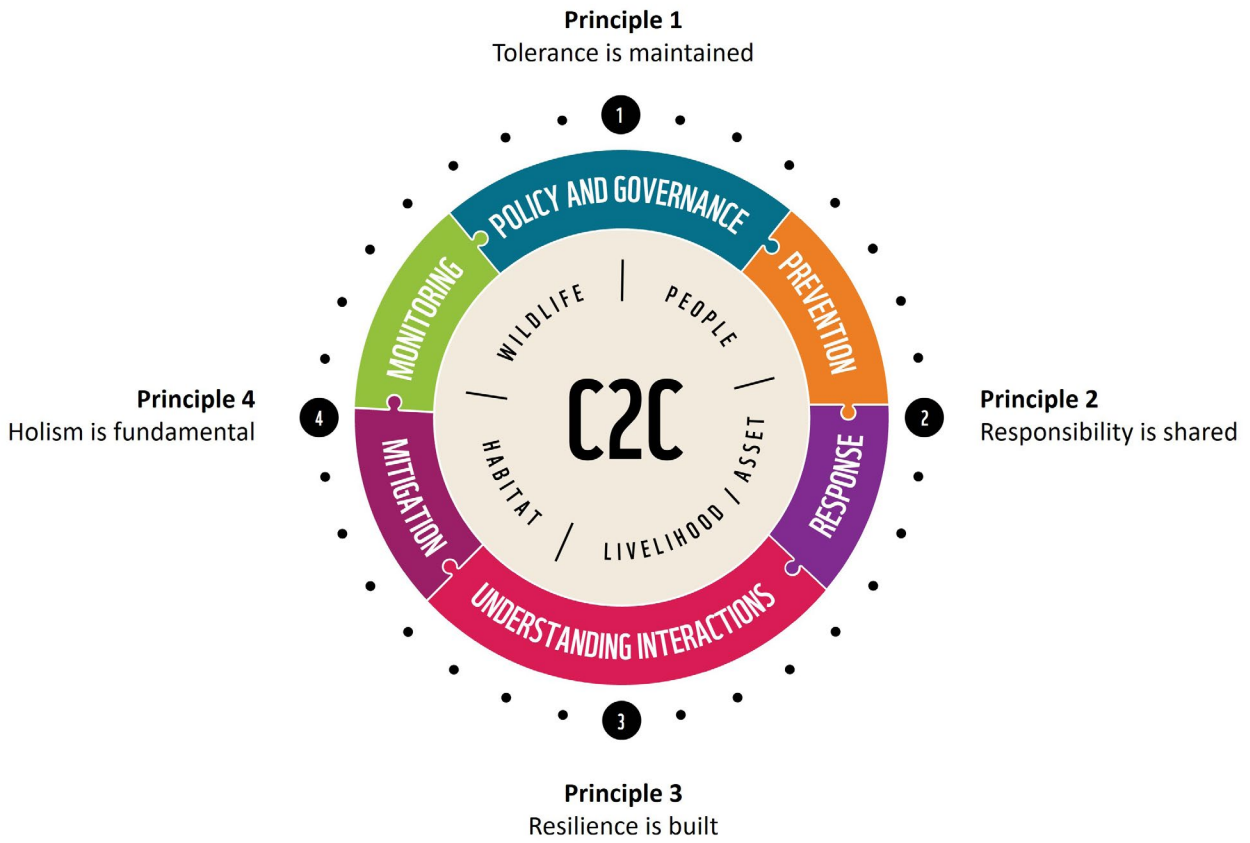 Principle 1
Tolerance is maintained
1
POLICY AND GOVERNANCE
PREVENTION
RESPONSE
UNDERSTANDING INTERACTIONS
MITIGATION
MONITORING
WILDLIFE
PEOPLE
LIVELIHOOD / ASSET
HABITAT
C2C
Principle 4
Holism is fundamental
4
2
Principle 2
Responsibility is shared
3
Principle 3
Resilience is built